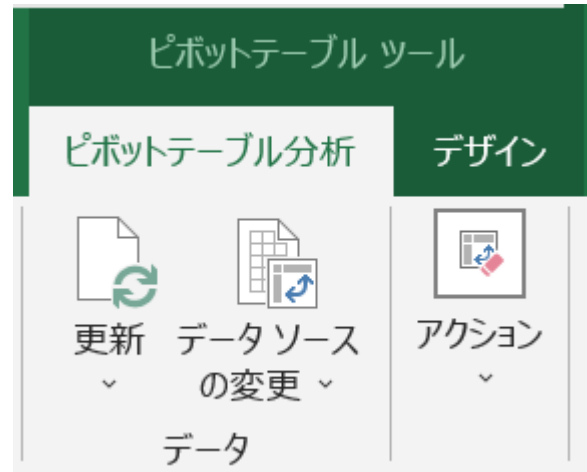 ピボットテーブル ツール
ピボットテーブル分析 デザイン
更新 データ ソース アクション
の変更
データ